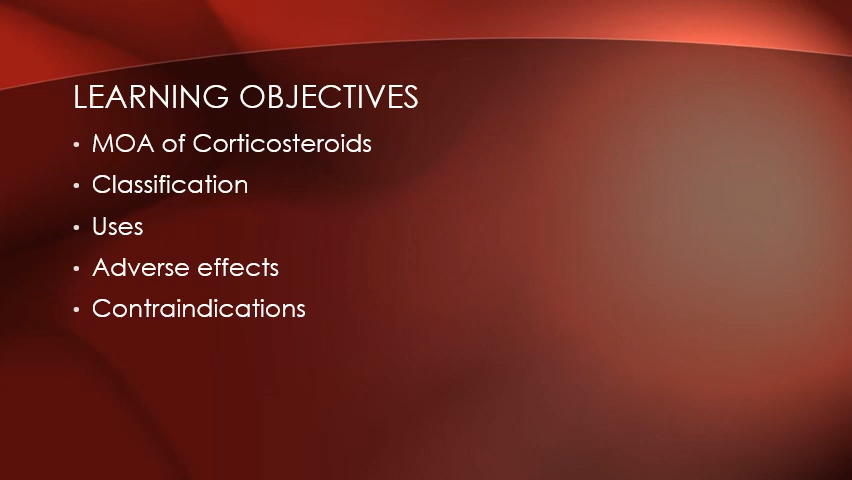 LEARNING OBJECTIVES
• MOA of Corticosteroids
• Classification
• Uses
• Adverse effects
• Contraindications